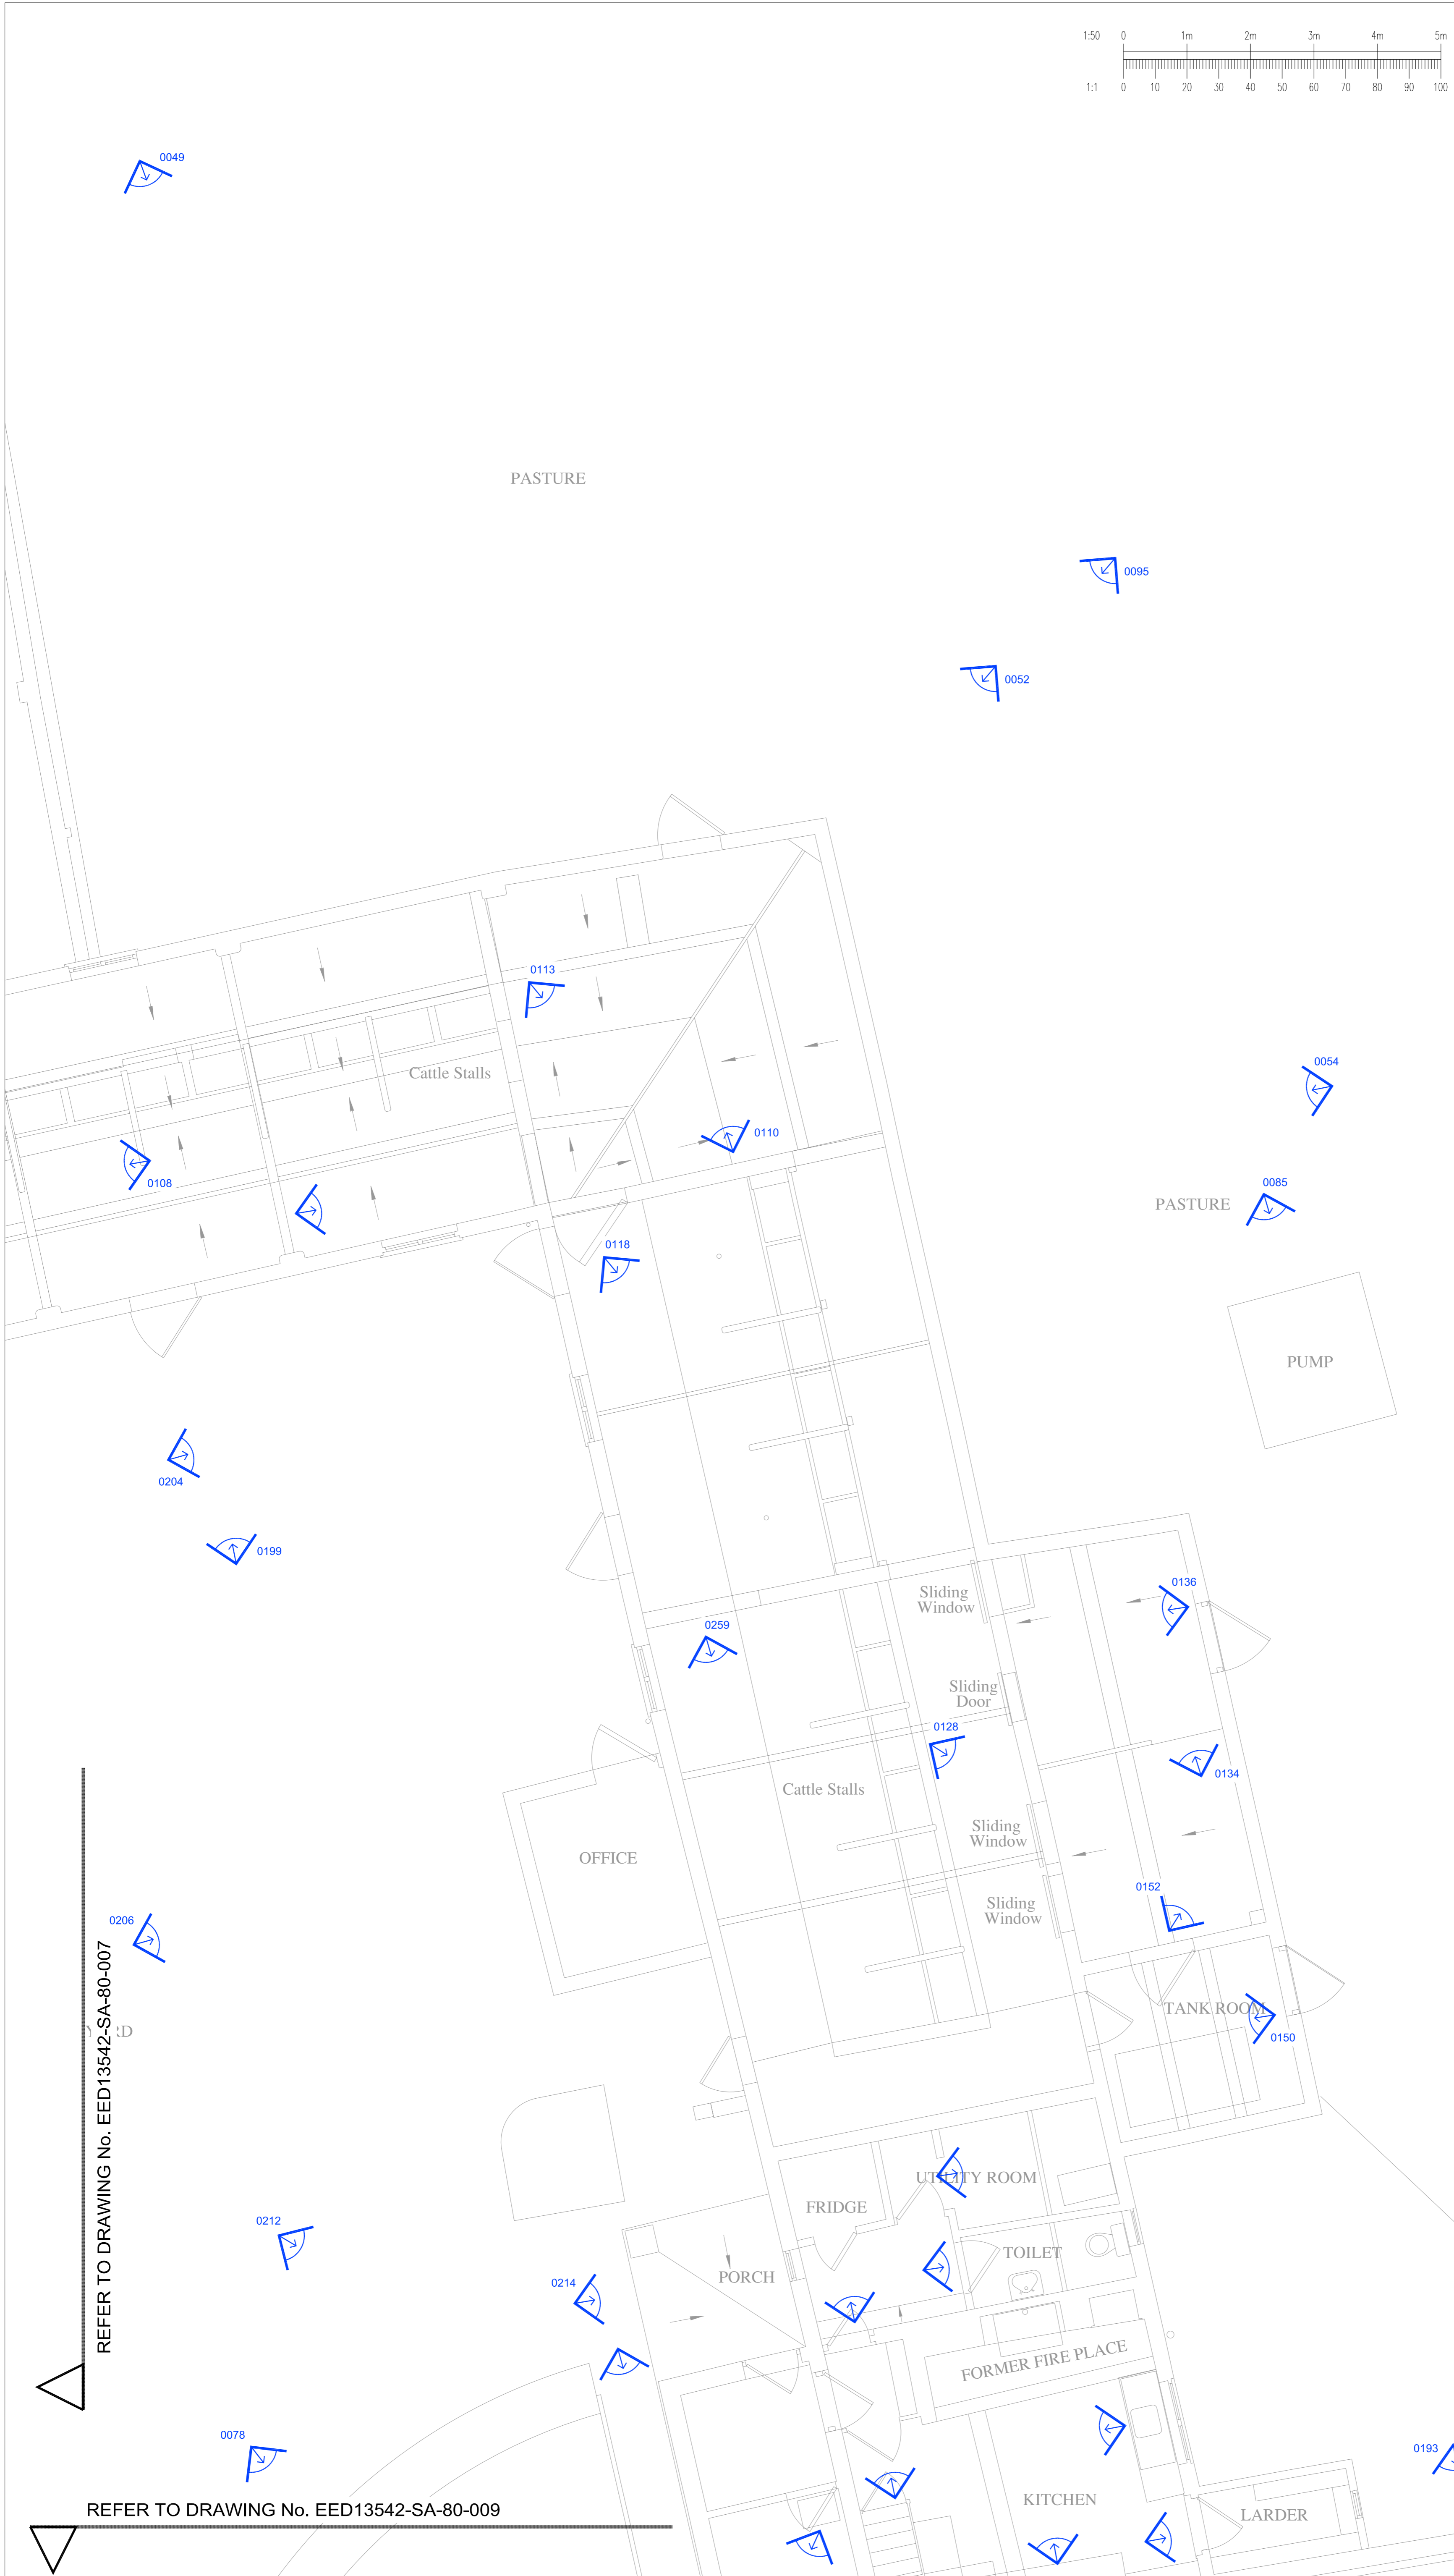 1:50 0 1m 2m 3m 4m 5m
1:1 0 10 20 30 40 50 60 70 80 90 100
0049
PASTURE
0095
0052
0113
Cattle Stalls
0054
0110
0108
0085
PASTURE
0118
PUMP
0204
0199
0136
Sliding
Window
0259
Sliding
Door
0128
0134
Cattle Stalls
Sliding
Window
OFFICE
0152
Sliding
Window
0206
TANK ROOM
REFER TO DRAWING No. EED13542-SA-80-007
0150
UTILITY ROOM
FRIDGE
0212
TOILET
PORCH
0214
FORMER FIRE PLACE
0078
0193
KITCHEN
REFER TO DRAWING No. EED13542-SA-80-009
LARDER